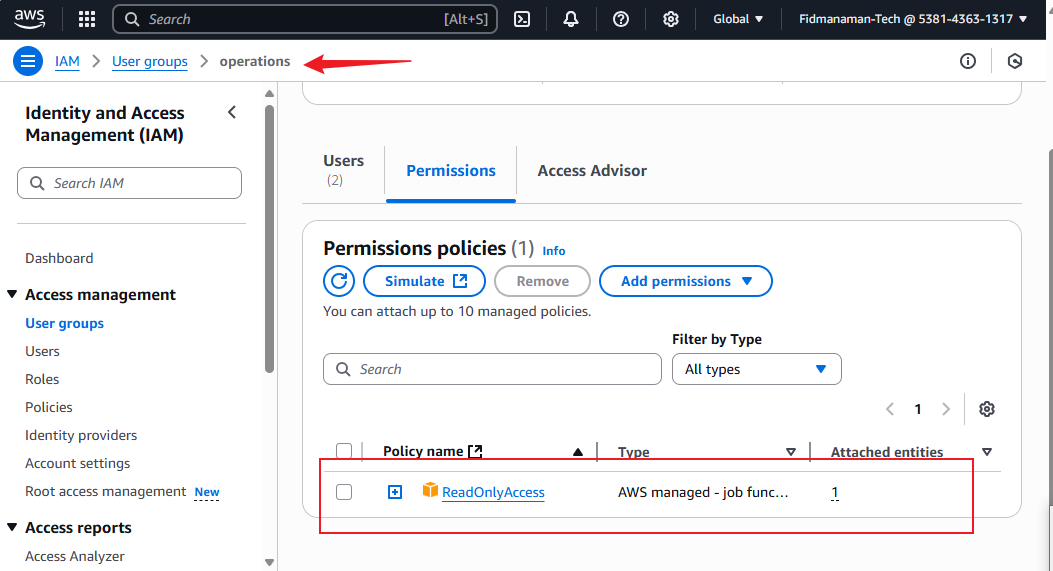 aws
Search [Alt+S]
Global
Fidmanaman-Tech @ 5381-4363-1317
IAM > User groups > operations
Identity and Access
Management (IAM)
Search IAM
Dashboard
Access management
User groups
Users
Roles
Policies
Identity providers
Account settings
Root access management New
Access reports
Access Analyzer
Users
(2)
Permissions
Access Advisor
Permissions policies (1) Info
Simulate
Remove
Add permissions
You can attach up to 10 managed policies.
Filter by Type
Search
All types
1
Policy name
Type
Attached entities
ReadOnlyAccess
AWS managed - job func...
1